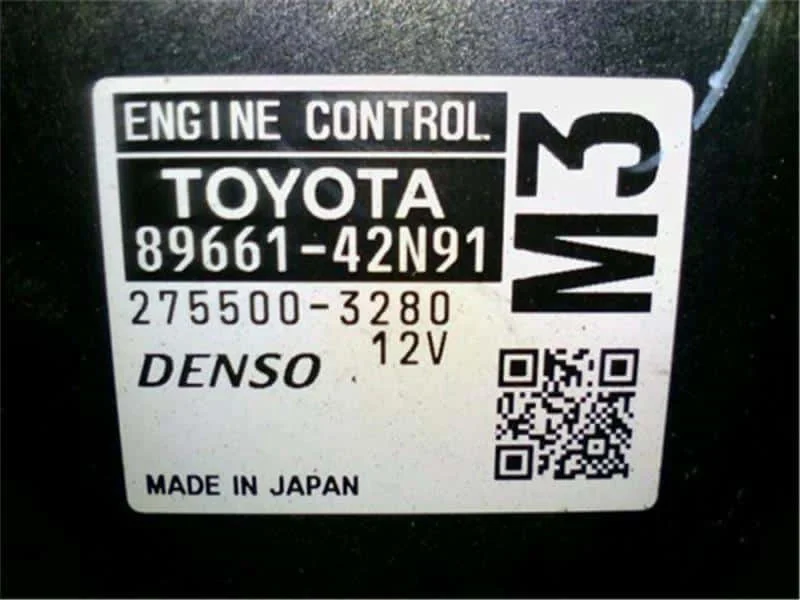 ENGINE CONTROL.
TOYOTA
89661-42N91
275500-3280
12V
DENSO
MADE IN JAPAN
M3